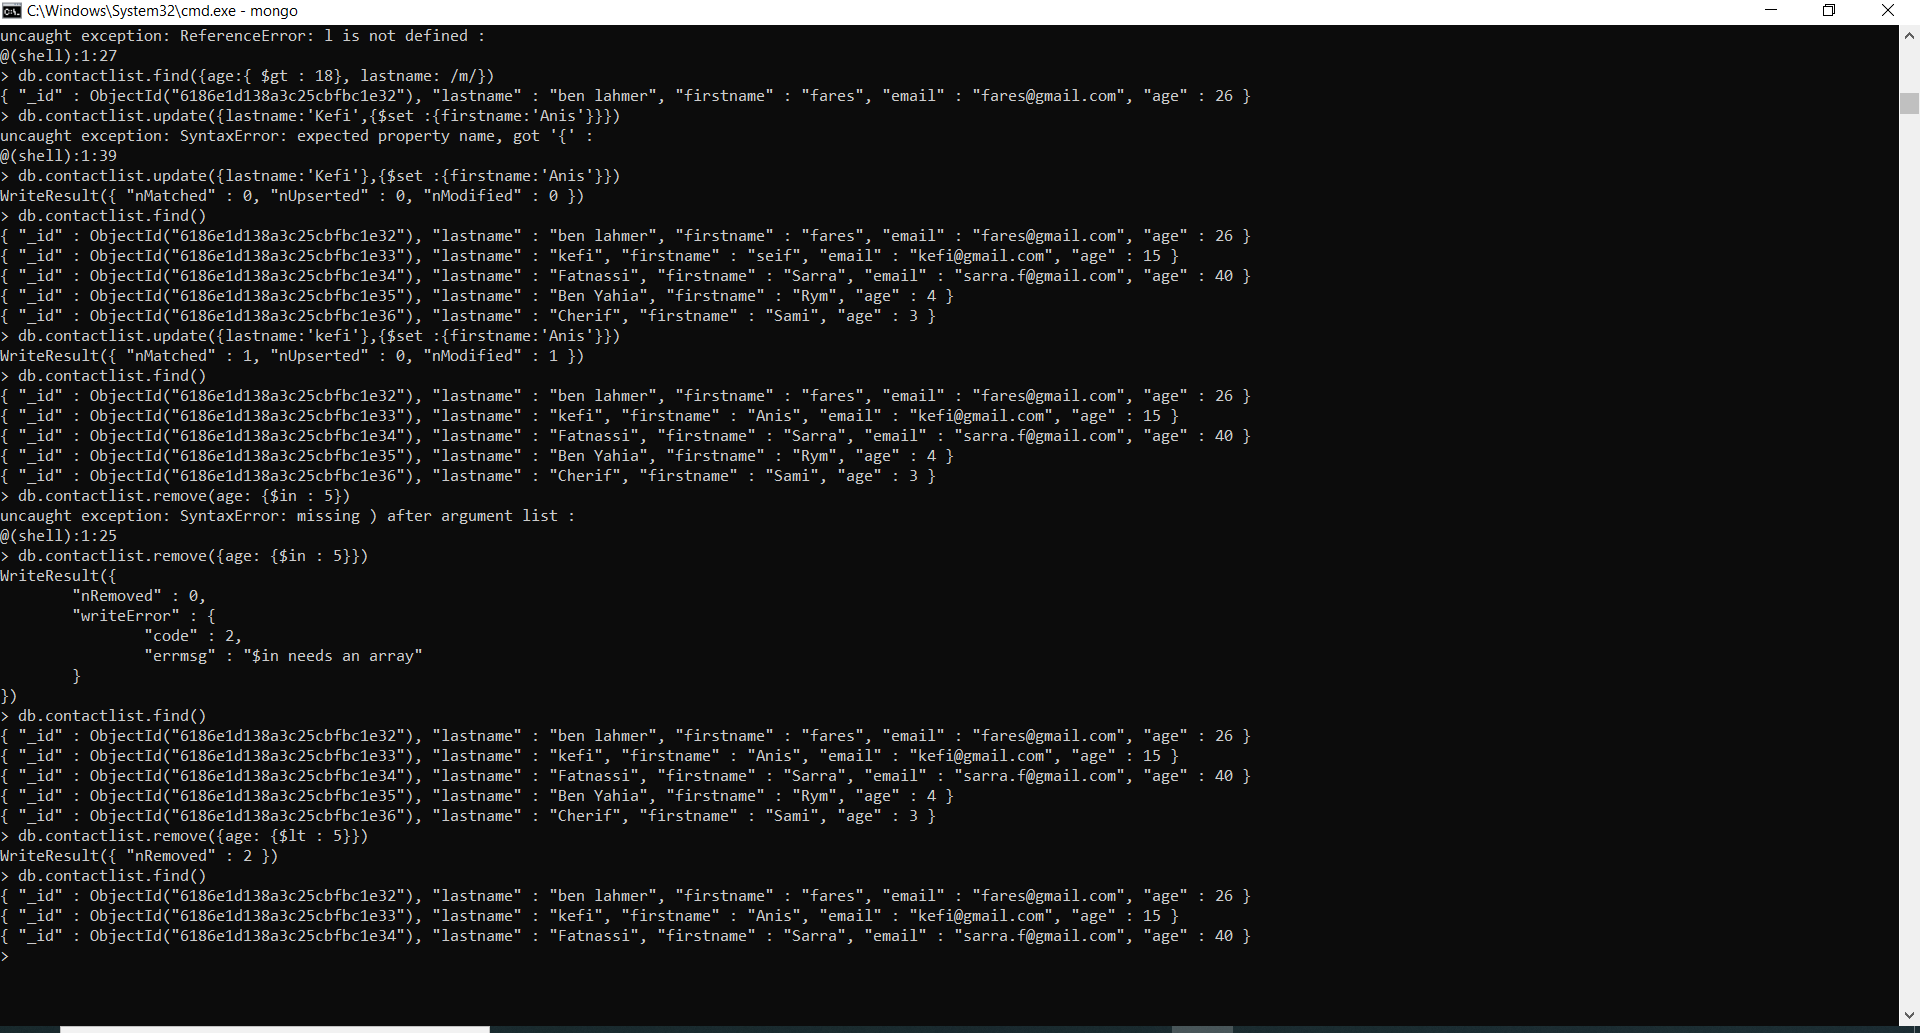 C:\Windows\System32\cmd.exe - mongo
uncaught exception: ReferenceError: l is not defined :
@(shell):1:27
> db.contactlist.find({age:{ $gt : 18}, lastname: /m/})
{ "_id" : ObjectId("6186e1d138a3c25cbfbc1e32"), "lastname" : "ben lahmer", "firstname" : "fares", "email" : "fares@gmail.com", "age" : 26 }
> db.contactlist.update({lastname:'Kefi',{$set :{firstname:'Anis'}}})
uncaught exception: SyntaxError: expected property name, got '{' :
@(shell):1:39
> db.contactlist.update({lastname:'Kefi'},{$set :{firstname:'Anis'}})
WriteResult({ "nMatched" : 0, "nUpserted" : 0, "nModified" : 0 })
> db.contactlist.find()
{ "_id" : ObjectId("6186e1d138a3c25cbfbc1e32"), "lastname" : "ben lahmer", "firstname" : "fares", "email" : "fares@gmail.com", "age" : 26 }
{ "_id" : ObjectId("6186e1d138a3c25cbfbc1e33"), "lastname" : "kefi", "firstname" : "seif", "email" : "kefi@gmail.com", "age" : 15 }
{ "_id" : ObjectId("6186e1d138a3c25cbfbc1e34"), "lastname" : "Fatnassi", "firstname" : "Sarra", "email" : "sarra.f@gmail.com", "age" : 40 }
{ "_id" : ObjectId("6186e1d138a3c25cbfbc1e35"), "lastname" : "Ben Yahia", "firstname" : "Rym", "age" : 4 }
{ "_id" : ObjectId("6186e1d138a3c25cbfbc1e36"), "lastname" : "Cherif", "firstname" : "Sami", "age" : 3 }
> db.contactlist.update({lastname:'kefi'},{$set :{firstname:'Anis'}})
WriteResult({ "nMatched" : 1, "nUpserted" : 0, "nModified" : 1 })
> db.contactlist.find()
{ "_id" : ObjectId("6186e1d138a3c25cbfbc1e32"), "lastname" : "ben lahmer", "firstname" : "fares", "email" : "fares@gmail.com", "age" : 26 }
{ "_id" : ObjectId("6186e1d138a3c25cbfbc1e33"), "lastname" : "kefi", "firstname" : "Anis", "email" : "kefi@gmail.com", "age" : 15 }
{ "_id" : ObjectId("6186e1d138a3c25cbfbc1e34"), "lastname" : "Fatnassi", "firstname" : "Sarra", "email" : "sarra.f@gmail.com", "age" : 40 }
{ "_id" : ObjectId("6186e1d138a3c25cbfbc1e35"), "lastname" : "Ben Yahia", "firstname" : "Rym", "age" : 4 }
{ "_id" : ObjectId("6186e1d138a3c25cbfbc1e36"), "lastname" : "Cherif", "firstname" : "Sami", "age" : 3 }
> db.contactlist.remove(age: {$in : 5})
uncaught exception: SyntaxError: missing ) after argument list :
@(shell):1:25
> db.contactlist.remove({age: {$in : 5}})
WriteResult({
"nRemoved" : 0,
"writeError" : {
"code" : 2,
"errmsg" : "$in needs an array"
}
})
> db.contactlist.find()
{ "_id" : ObjectId("6186e1d138a3c25cbfbc1e32"), "lastname" : "ben lahmer", "firstname" : "fares", "email" : "fares@gmail.com", "age" : 26 }
{ "_id" : ObjectId("6186e1d138a3c25cbfbc1e33"), "lastname" : "kefi", "firstname" : "Anis", "email" : "kefi@gmail.com", "age" : 15 }
{ "_id" : ObjectId("6186e1d138a3c25cbfbc1e34"), "lastname" : "Fatnassi", "firstname" : "Sarra", "email" : "sarra.f@gmail.com", "age" : 40 }
{ "_id" : ObjectId("6186e1d138a3c25cbfbc1e35"), "lastname" : "Ben Yahia", "firstname" : "Rym", "age" : 4 }
{ "_id" : ObjectId("6186e1d138a3c25cbfbc1e36"), "lastname" : "Cherif", "firstname" : "Sami", "age" : 3 }
> db.contactlist.remove({age: {$lt : 5}})
WriteResult({ "nRemoved" : 2 })
> db.contactlist.find()
{ "_id" : ObjectId("6186e1d138a3c25cbfbc1e32"), "lastname" : "ben lahmer", "firstname" : "fares", "email" : "fares@gmail.com", "age" : 26 }
{ "_id" : ObjectId("6186e1d138a3c25cbfbc1e33"), "lastname" : "kefi", "firstname" : "Anis", "email" : "kefi@gmail.com", "age" : 15 }
{ "_id" : ObjectId("6186e1d138a3c25cbfbc1e34"), "lastname" : "Fatnassi", "firstname" : "Sarra", "email" : "sarra.f@gmail.com", "age" : 40 }
>